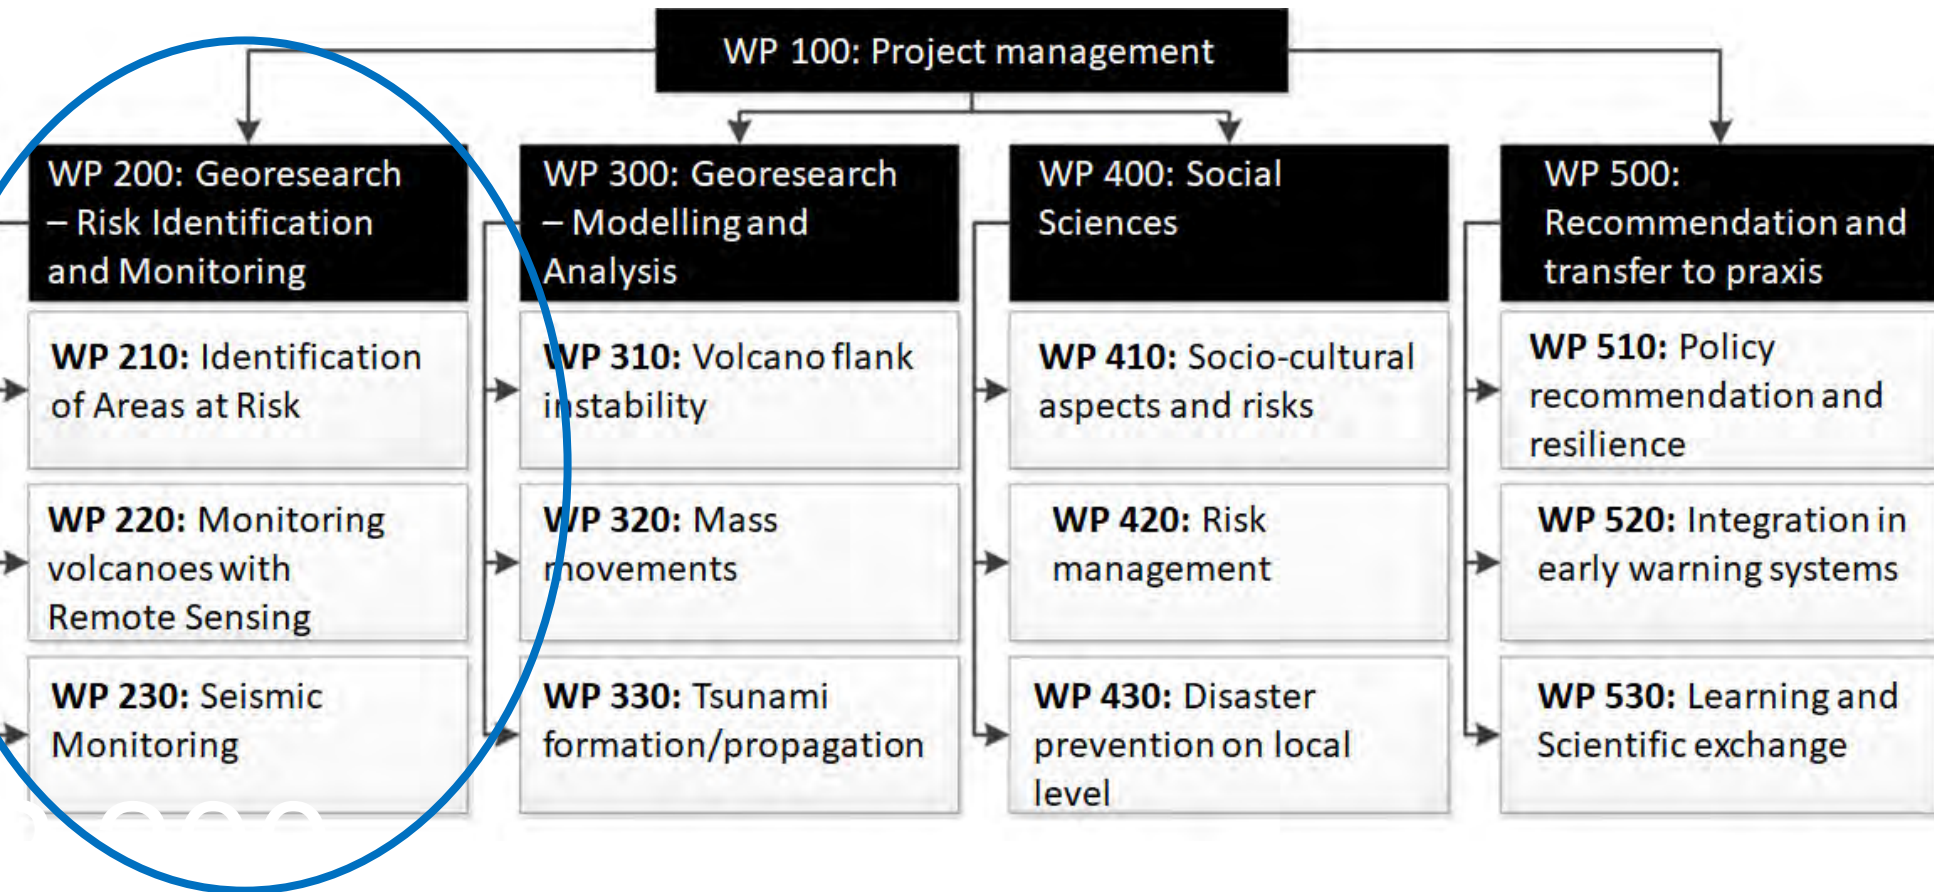 WP 100: Project management
WP 200: Georesearch
– Risk Identification
and Monitoring
WP 210: Identification
of Areas at Risk
WP 220: Monitoring
volcanoes with
Remote Sensing
WP 230: Seismic
Monitoring
WP 300: Georesearch
– Modelling and
Analysis
WP 310: Volcano flank
instability
WP 320: Mass
movements
WP 330: Tsunami
formation/propagation
WP 400: Social
Sciences
WP 410: Socio-cultural
aspects and risks
WP 420: Risk
management
WP 430: Disaster
prevention on local
level
WP 500:
Recommendation and
transfer to praxis
WP 510: Policy
recommendation and
resilience
WP 520: Integration in
early warning systems
WP 530: Learning and
Scientific exchange